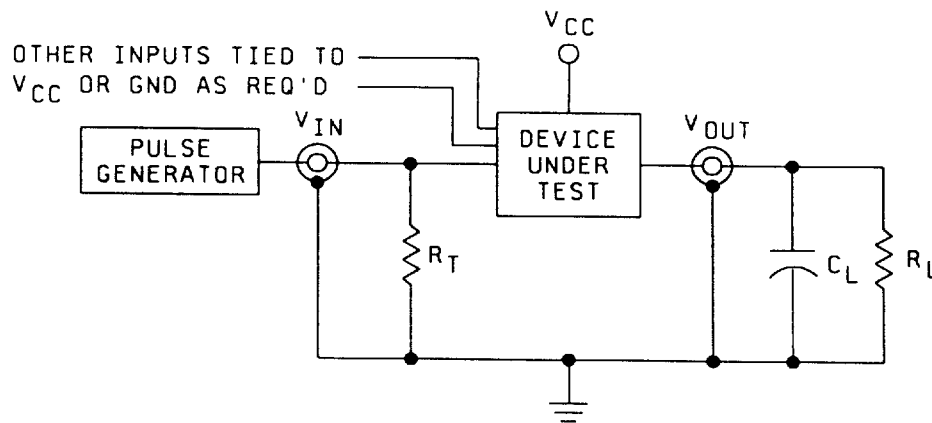 VCC
OTHER INPUTS TIED TO
VCC OR GND AS REQ'D
VIN
VOUT
PULSE
GENERATOR
DEVICE
UNDER
TEST
RT
CL
RL